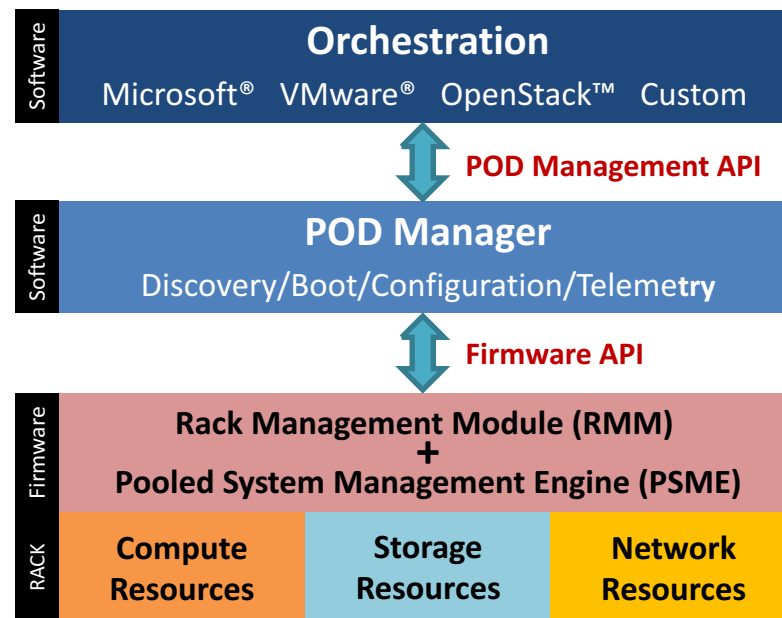 Software
Orchestration
Microsoft® VMware® OpenStack™ Custom
POD Management API
Software
POD Manager
Discovery/Boot/Configuration/Telemetry
Firmware API
Firmware
Rack Management Module (RMM)
+
Pooled System Management Engine (PSME)
RACK
Compute
Resources
Storage
Resources
Network
Resources